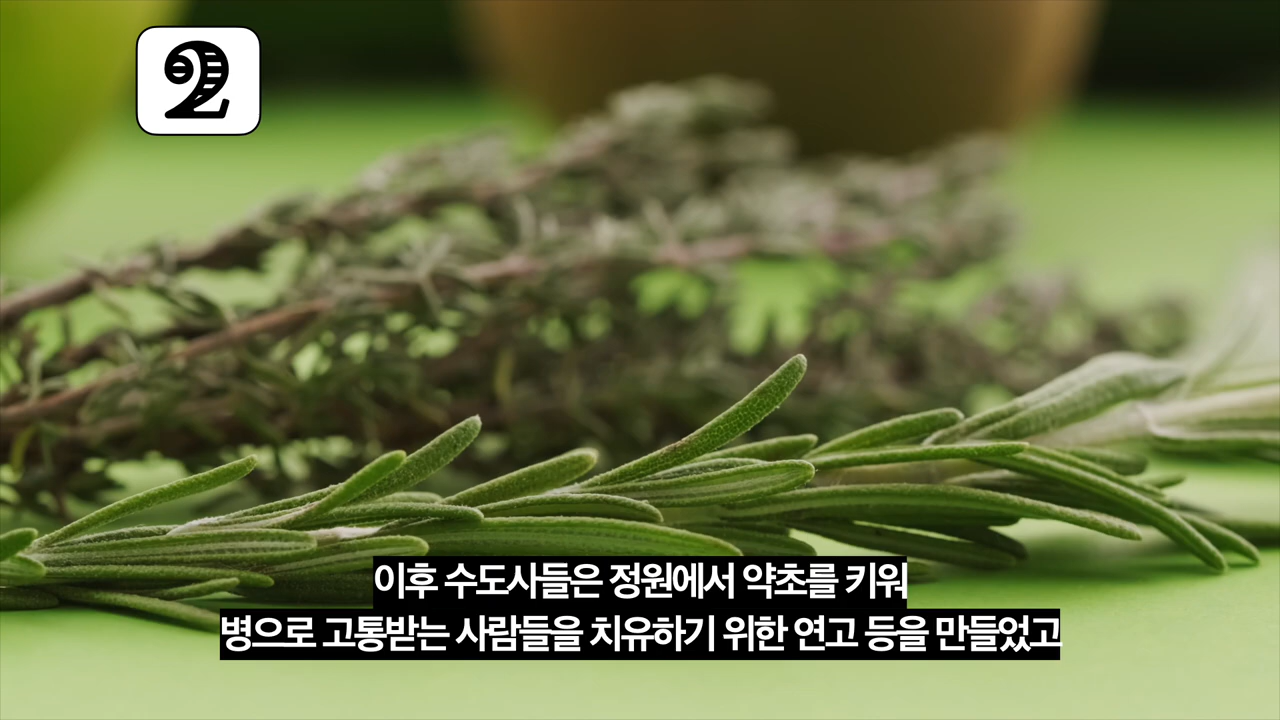 2
이후 수도사들은 정원에서 약초를 키워
병으로 고통받는 사람들을 치유하기 위한 연고 등을 만들었고